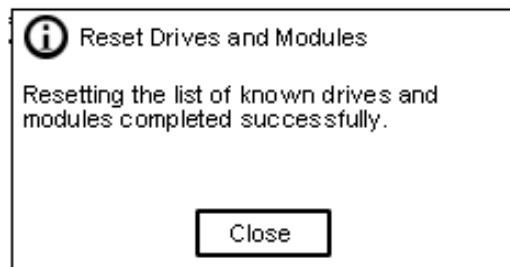 Reset Drives and Modules
Resetting the list of known drives and
modules completed successfully.
Close